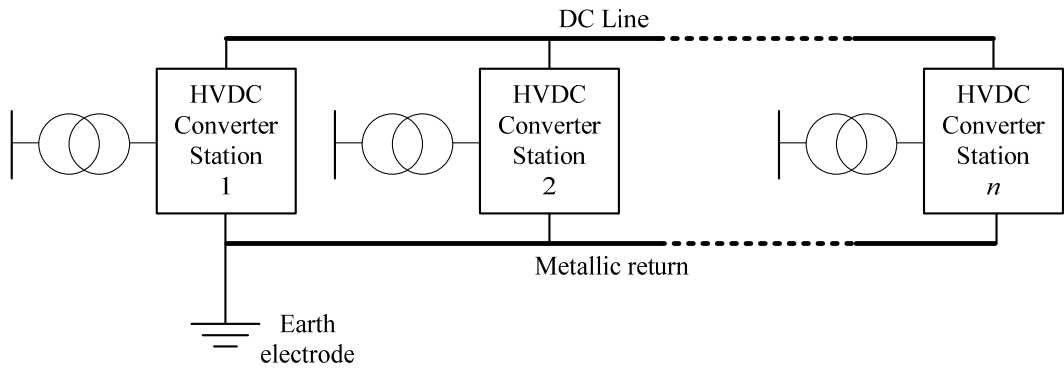 DC Line
HVDC
Converter
Station
1
HVDC
Converter
Station
2
HVDC
Converter
Station
n
Metallic return
Earth
electrode